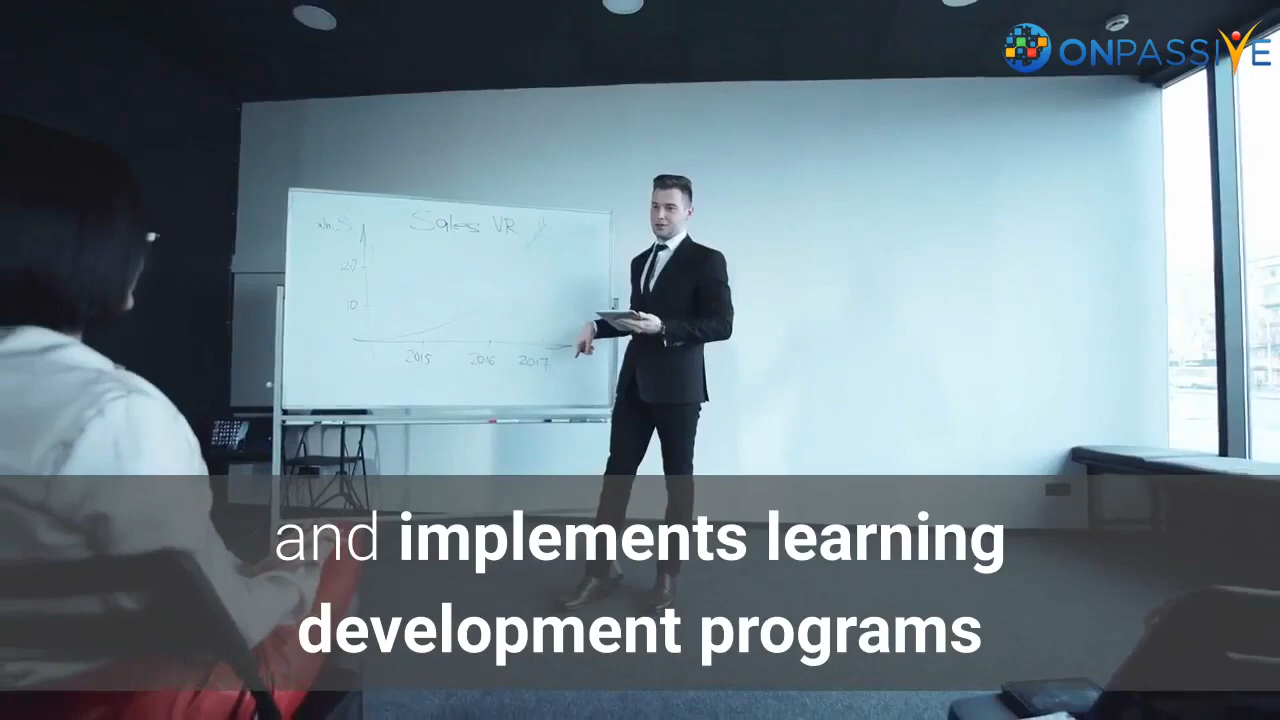 ONPASSIVE
Sales VR
20
10
2015 2016 2017
and implements learning
development programs